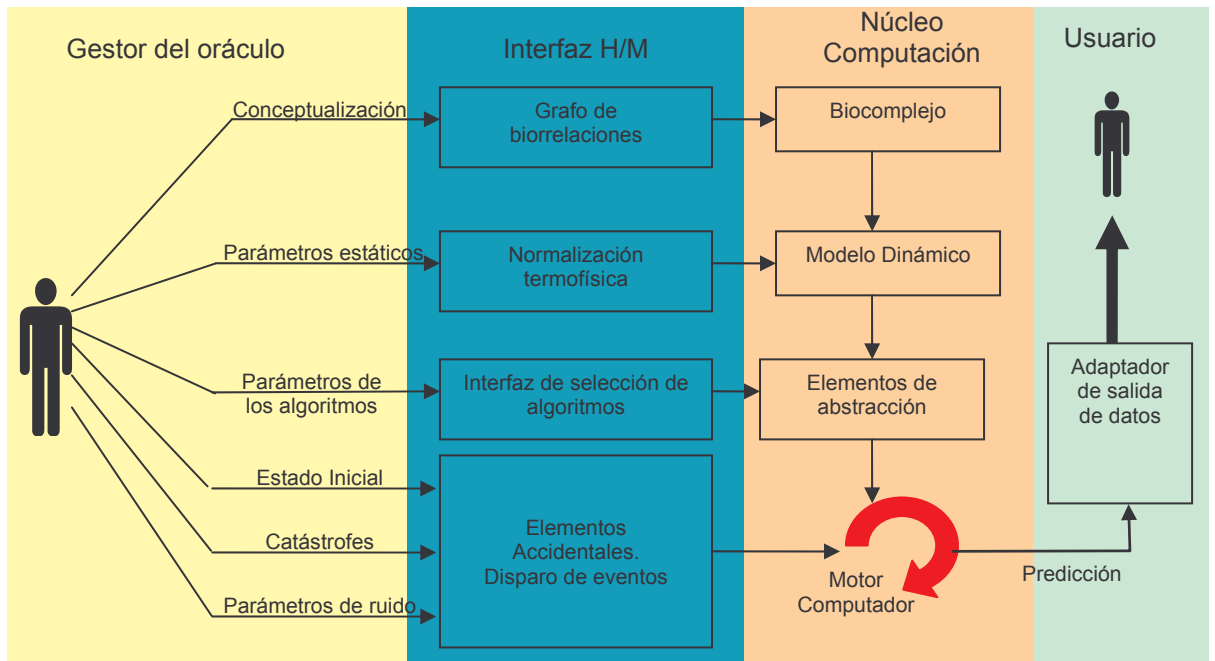 Gestor del oráculo
Interfaz H/M
Núcleo
Computación
Usuario
Conceptualización
Grafo de
biorrelaciones
Biocomplejo
Parámetros estáticos
Normalización
termofísica
Modelo Dinámico
Parámetros de
los algoritmos
Interfaz de selección de
algoritmos
Elementos de
abstracción
Adaptador
de salida
de datos
Estado Inicial
Catástrofes
Parámetros de ruido
Elementos
Accidentales.
Disparo de eventos
Motor
Computador
Predicción